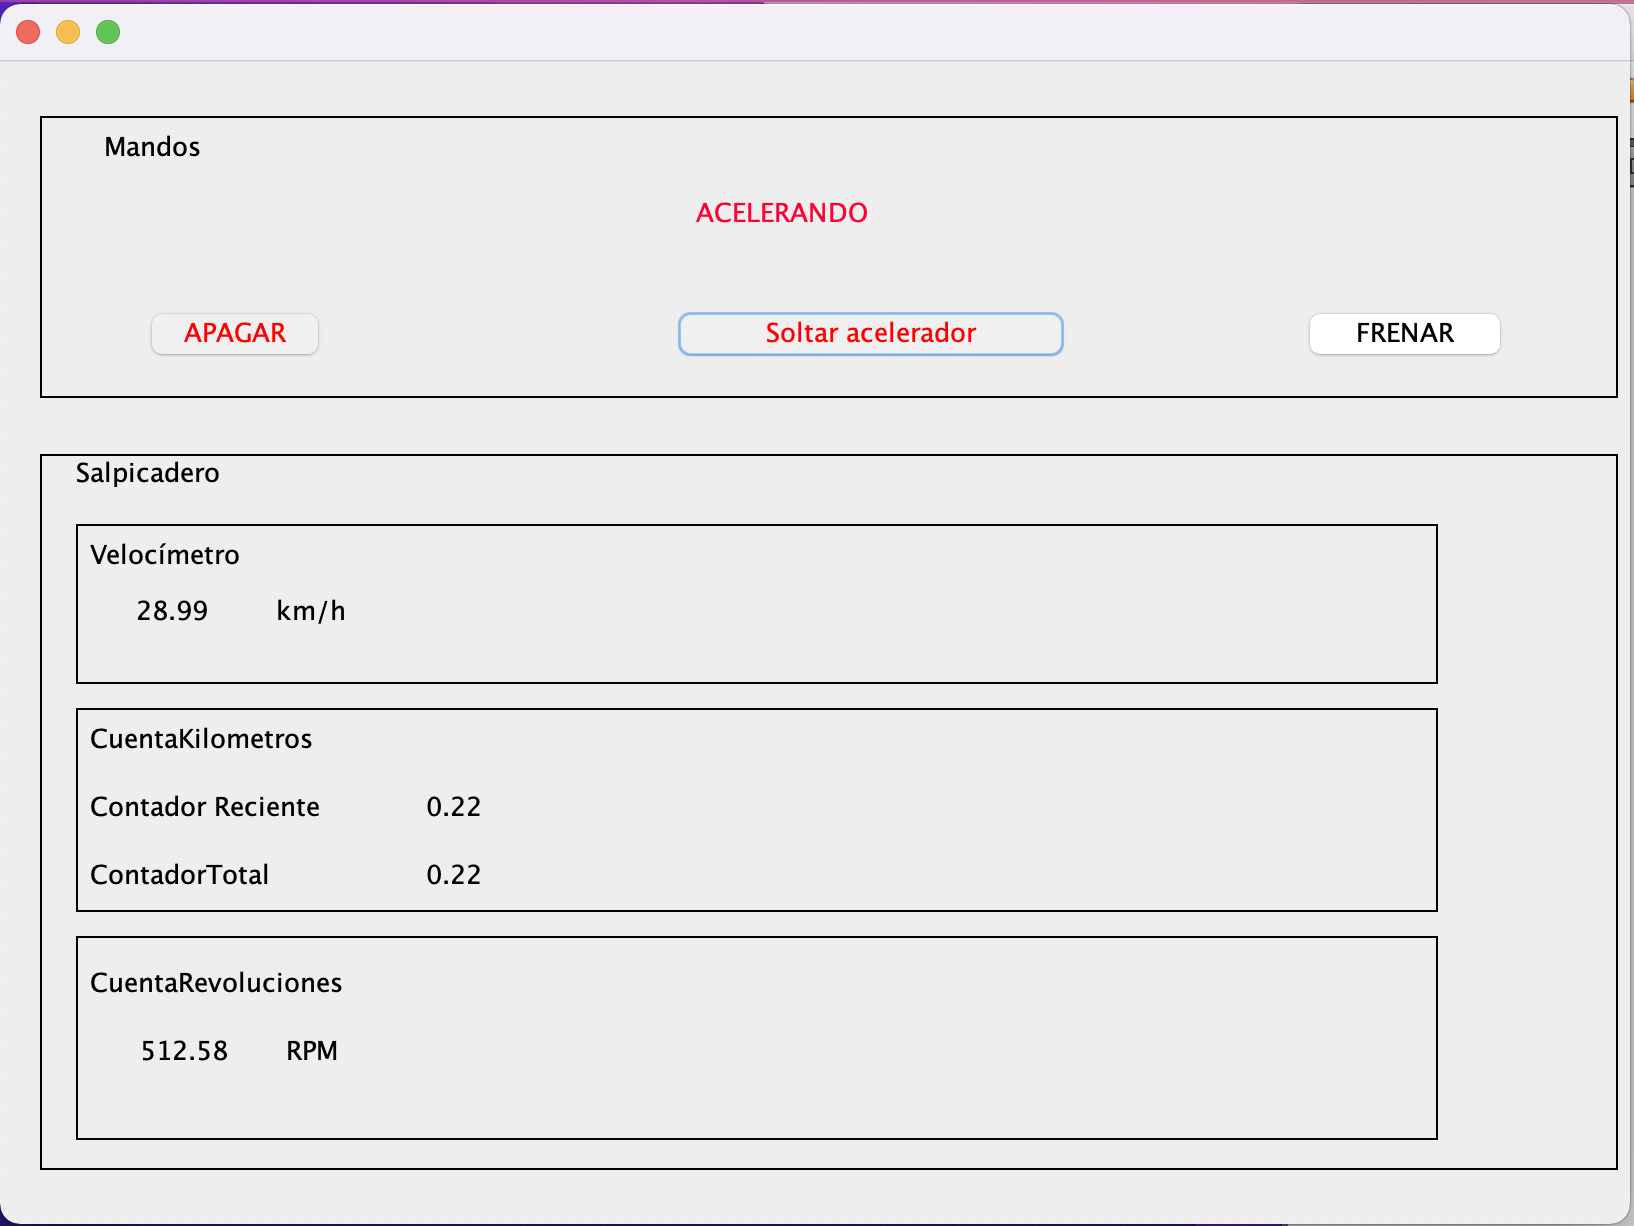 Mandos
ACELERANDO
APAGAR Soltar acelerador FRENAR
Salpicadero
Velocímetro
28.99 km/h
CuentaKilometros
Contador Reciente 0.22
ContadorTotal 0.22
CuentaRevoluciones
512.58 RPM